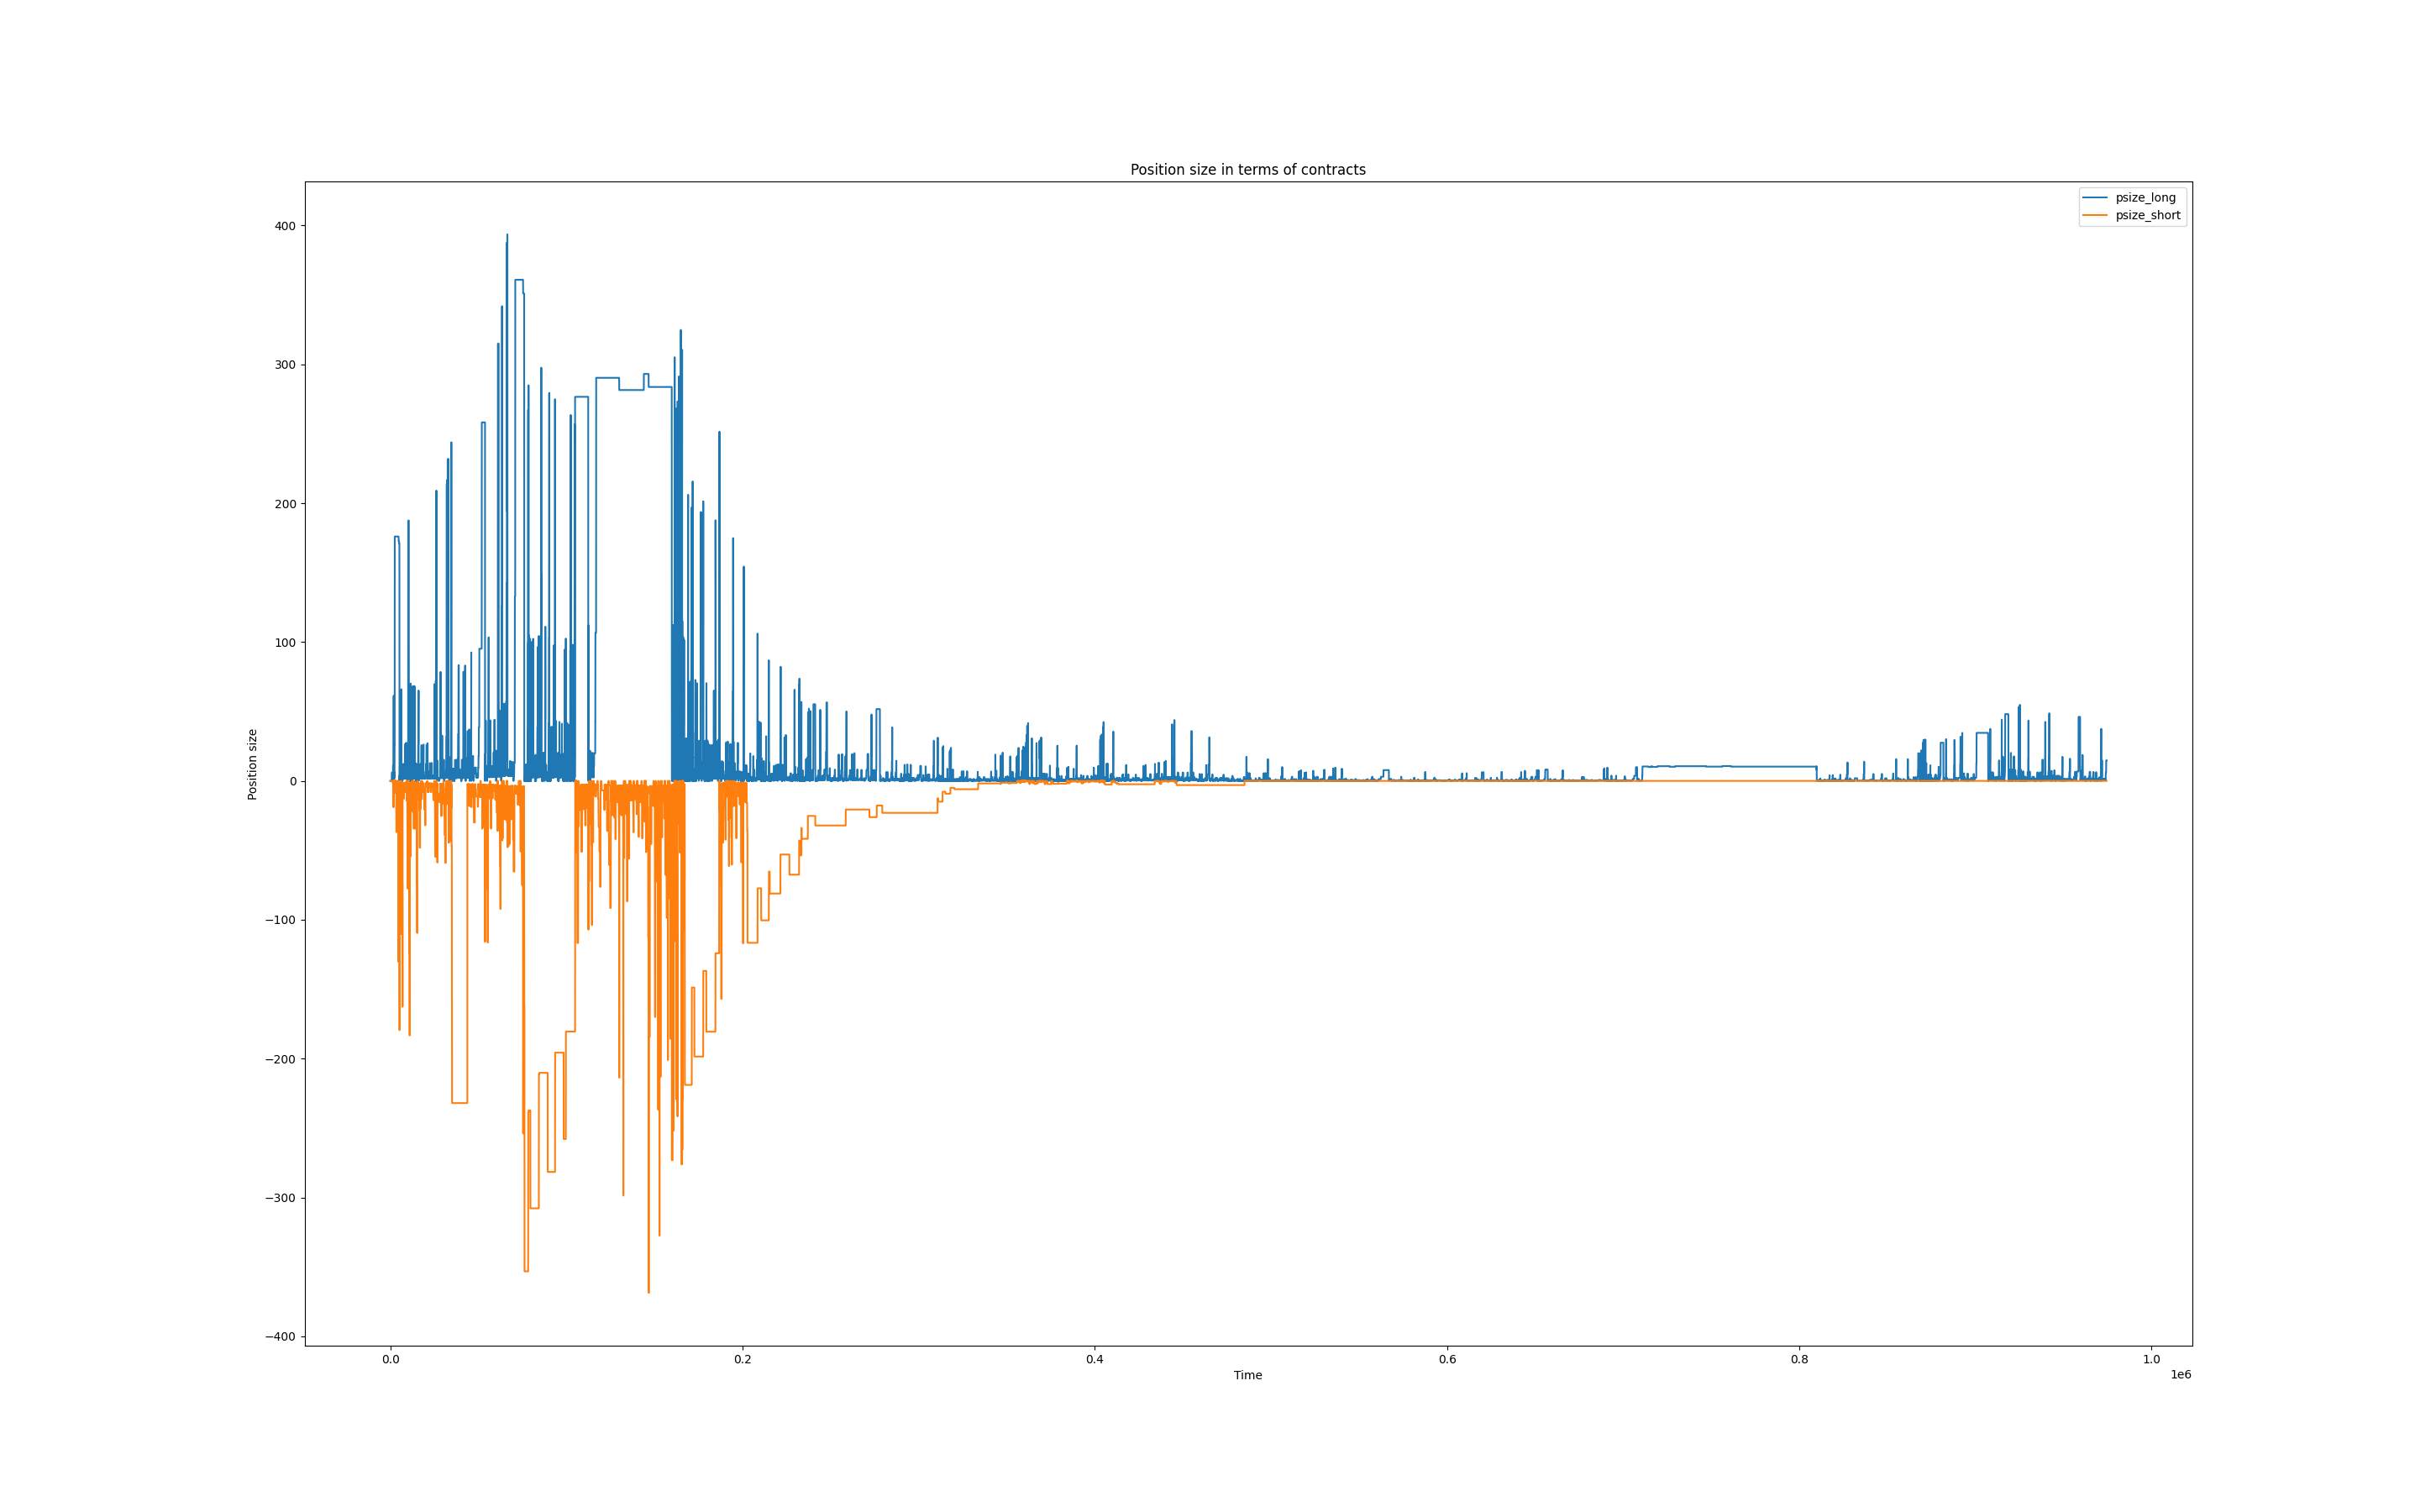 Position size in terms of contracts
psize_long
psize_short
Position size
400
300
200
100
0
−100
−200
−300
−400
0.0 0.2 0.4 0.6 0.8 1.0
Time
1e6